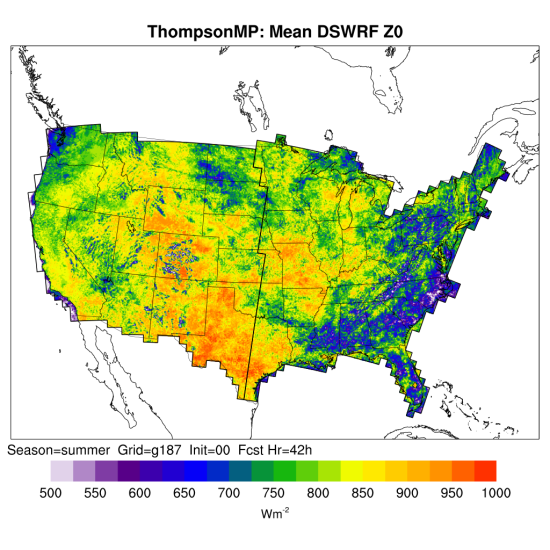 ThompsonMP: Mean DSWRF Z0
Season=summer Grid=g187 Init=00 Fcst Hr=42h
500 550 600 650 700 750 800 850 900 950 1000
Wm-2